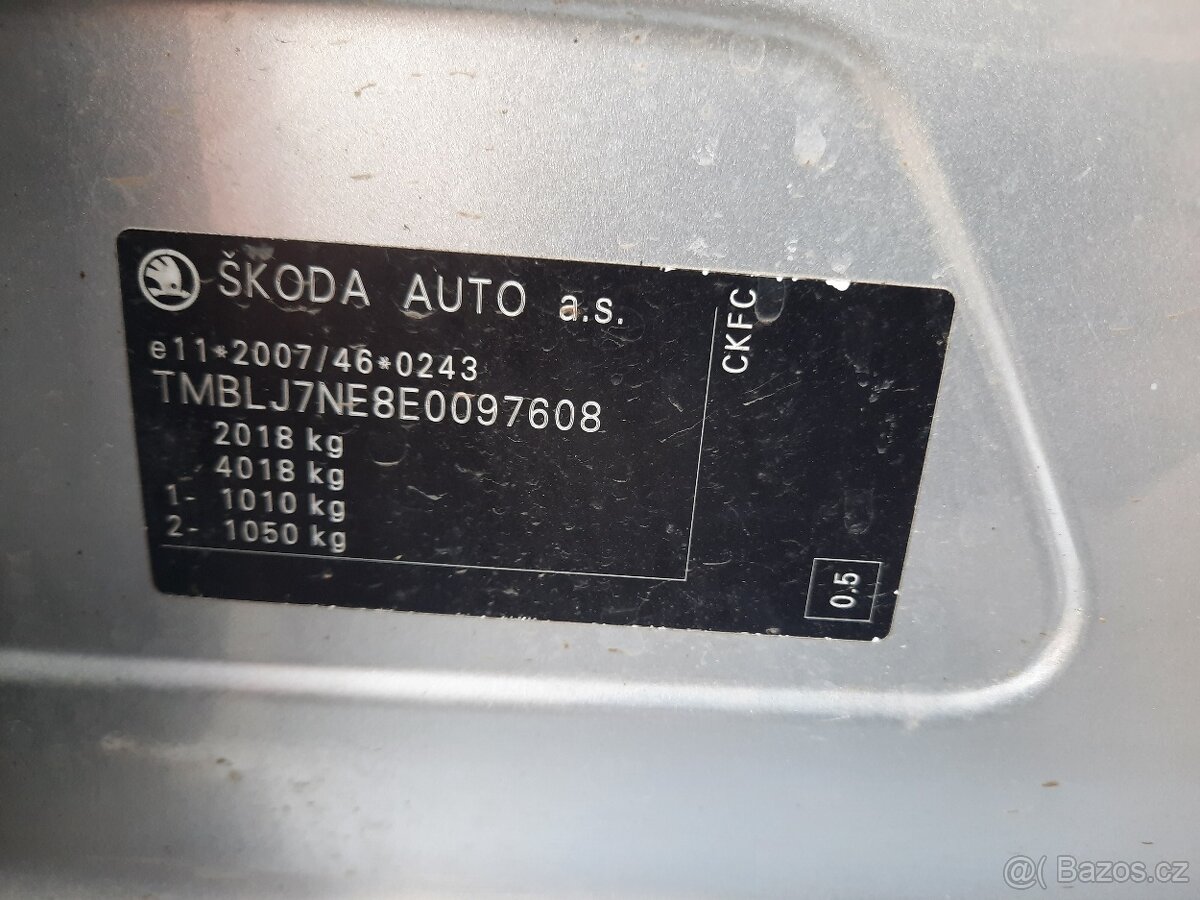 ŠKODA AUTO a.s.
e11*2007/46*0243
TMBLJ7NE8E0097608
2018 kg
4018 kg
1- 1010 kg
2- 1050 kg
CKFC
0.5
@( Bazos.cz